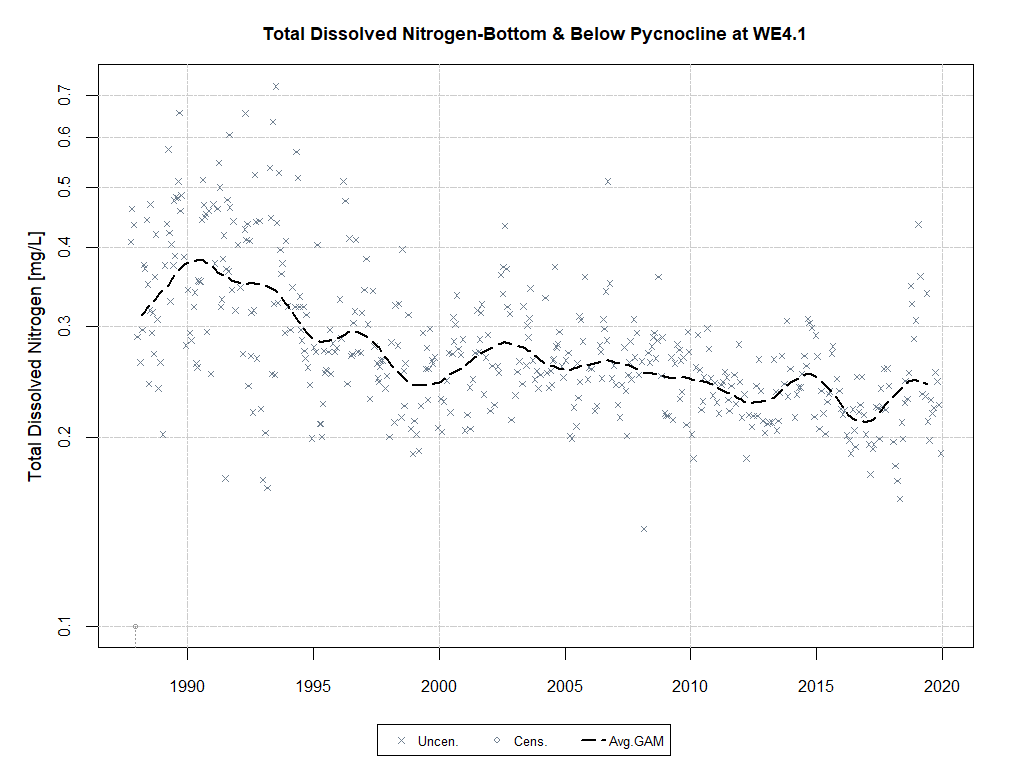 Total Dissolved Nitrogen-Bottom & Below Pycnocline at WE4.1
Total Dissolved Nitrogen [mg/L]
0.7
0.6
0.5
0.4
0.3
0.2
0.1
1990 1995 2000 2005 2010 2015 2020
Uncen. Cens. Avg.GAM